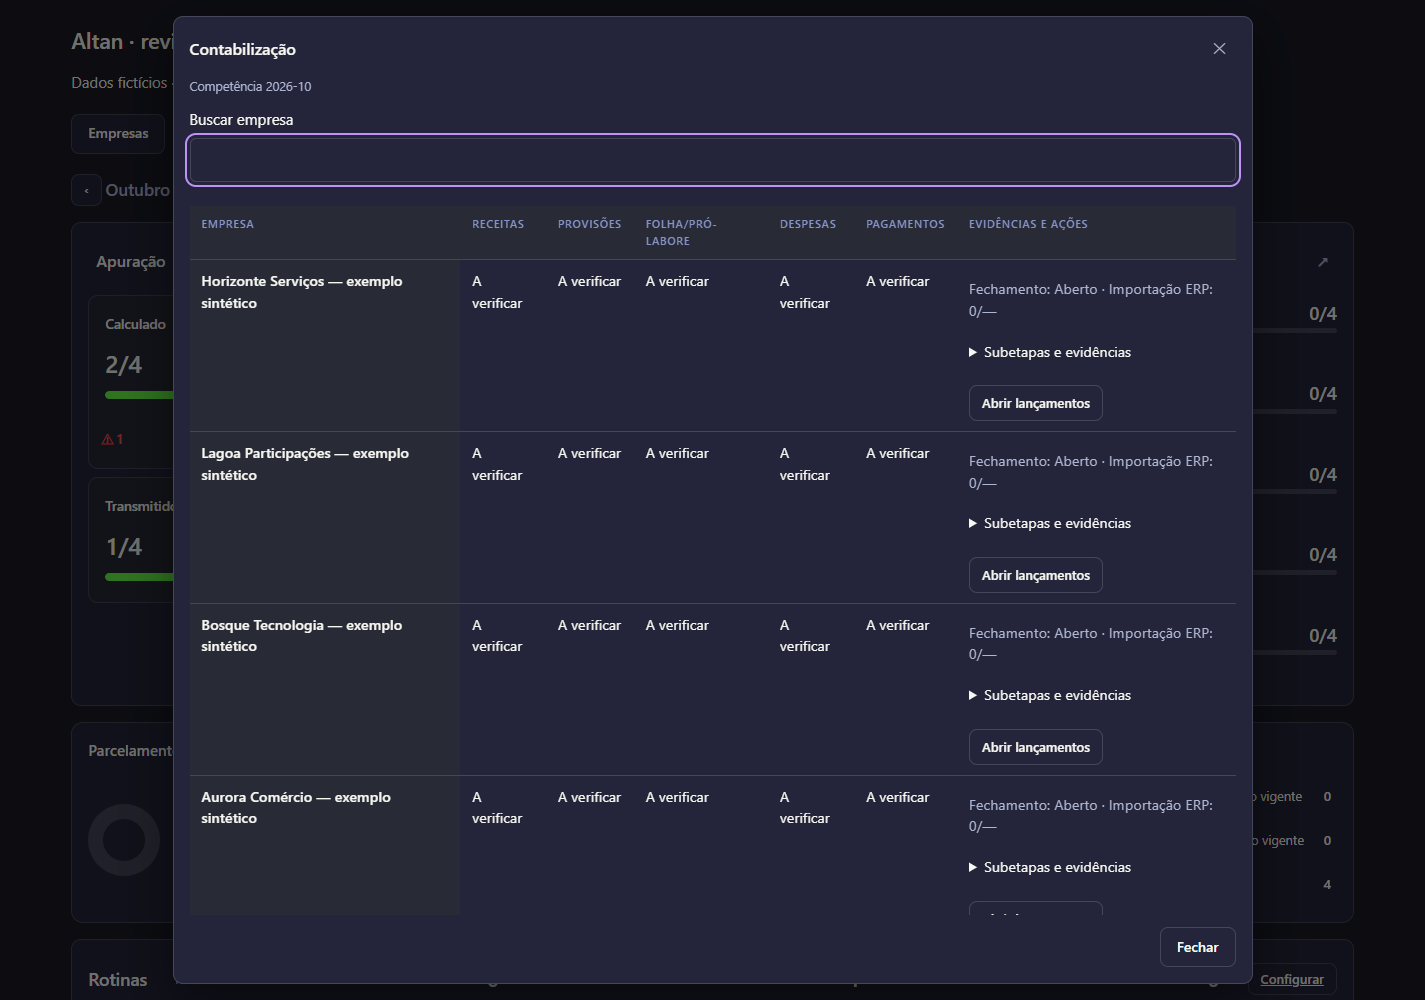 Altan · revi
Dados fictícios
Empresas
‹ Outubro
Apuração
Calculado
2/4
1
Transmitido
1/4
Parcelament
Rotinas
Contabilização
Competência 2026-10
Buscar empresa
EMPRESA RECEITAS PROVISÕES FOLHA/PRÓ- DESPESAS PAGAMENTOS EVIDÊNCIAS E AÇÕES
LABORE
Horizonte Serviços — exemplo A A verificar A verificar A A verificar Fechamento: Aberto · Importação ERP:
sintético verificar verificar 0/—
Subetapas e evidências
Abrir lançamentos
Lagoa Participações — exemplo A A verificar A verificar A A verificar Fechamento: Aberto · Importação ERP:
sintético verificar verificar 0/—
Subetapas e evidências
Abrir lançamentos
Bosque Tecnologia — exemplo A A verificar A verificar A A verificar Fechamento: Aberto · Importação ERP:
sintético verificar verificar 0/—
Subetapas e evidências
Abrir lançamentos
Aurora Comércio — exemplo A A verificar A verificar A A verificar Fechamento: Aberto · Importação ERP:
sintético verificar verificar 0/—
Subetapas e evidências
Fechar
0/4
0/4
0/4
0/4
0/4
o vigente 0
o vigente 0
4
Configurar